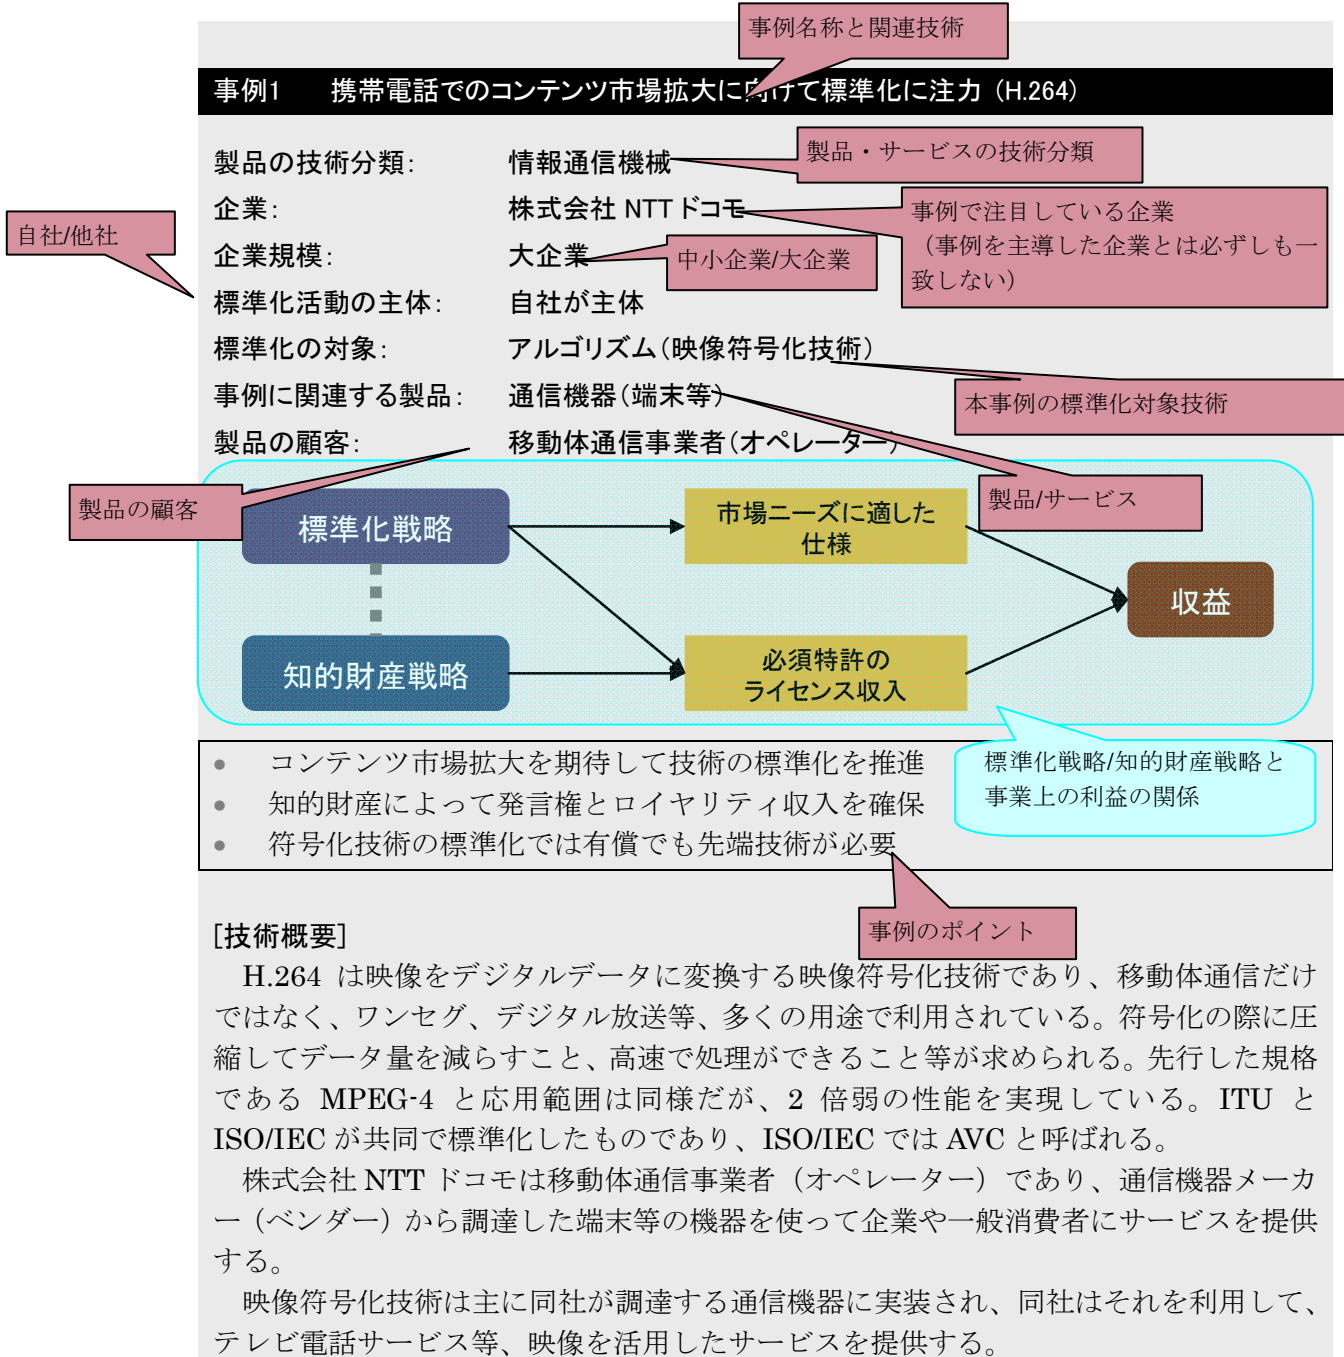 事例名称と関連技術
事例1 携帯電話でのコンテンツ市場拡大に向けて標準化に注力 (H.264)
製品の技術分類: 情報通信機械
製品・サービスの技術分類
企業: 株式会社 NTT ドコモ
事例で注目している企業
（事例を主導した企業とは必ずしも一
致しない）
自社/他社
企業規模: 大企業
中小企業/大企業
標準化活動の主体: 自社が主体
標準化の対象: アルゴリズム（映像符号化技術）
本事例の標準化対象技術
事例に関連する製品: 通信機器（端末等）
製品の顧客: 移動体通信事業者（オペレーター）
製品の顧客
製品/サービス
標準化戦略
市場ニーズに適した
仕様
収益
知的財産戦略
必須特許の
ライセンス収入
標準化戦略/知的財産戦略と
事業上の利益の関係
● コンテンツ市場拡大を期待して技術の標準化を推進
● 知的財産によって発言権とロイヤリティ収入を確保
● 符号化技術の標準化では有償でも先端技術が必要
事例のポイント
[技術概要]
H.264 は映像をデジタルデータに変換する映像符号化技術であり、移動体通信だけ
ではなく、ワンセグ、デジタル放送等、多くの用途で利用されている。符号化の際に圧
縮してデータ量を減らすこと、高速で処理ができること等が求められる。先行した規格
である MPEG-4 と応用範囲は同様だが、2 倍弱の性能を実現している。ITU と
ISO/IEC が共同で標準化したものであり、ISO/IEC では AVC と呼ばれる。
株式会社 NTT ドコモは移動体通信事業者（オペレーター）であり、通信機器メーカ
ー（ベンダー）から調達した端末等の機器を使って企業や一般消費者にサービスを提供
する。
映像符号化技術は主に同社が調達する通信機器に実装され、同社はそれを利用して、
テレビ電話サービス等、映像を活用したサービスを提供する。